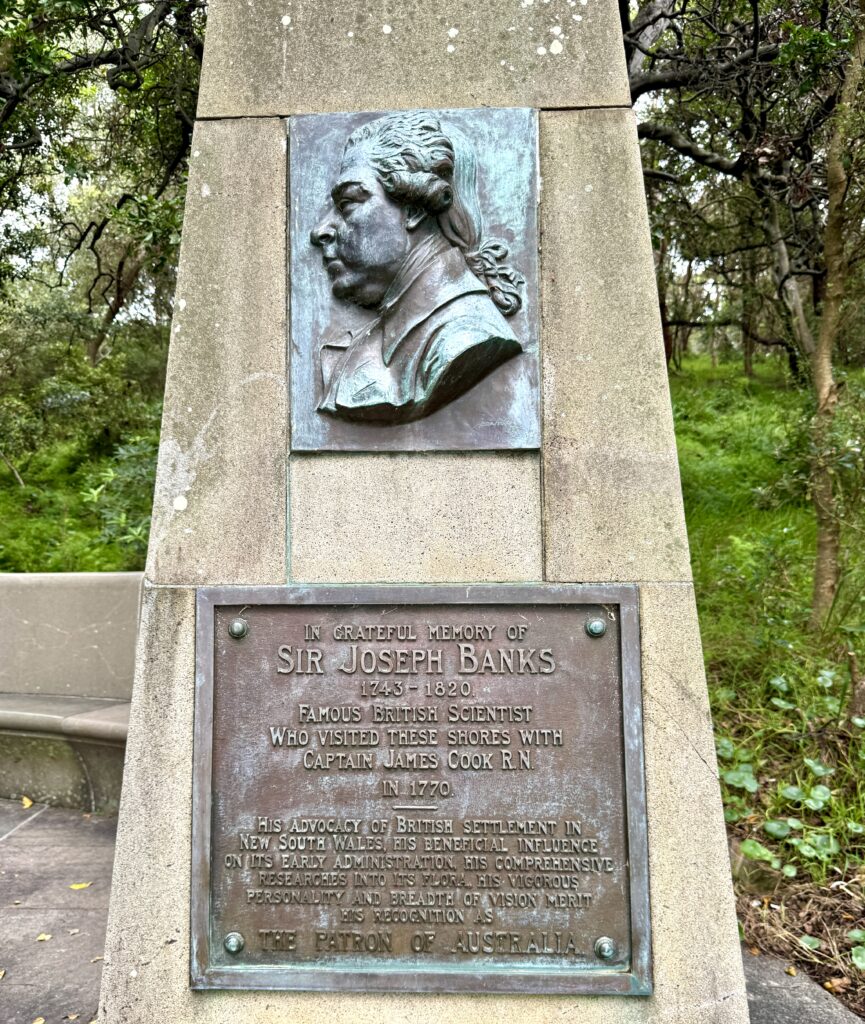 IN GRATEFUL MEMORY OF
SIR JOSEPH BANKS
1743 - 1820.
FAMOUS BRITISH SCIENTIST
WHO VISITED THESE SHORES WITH
CAPTAIN JAMES COOK R.N.
IN 1770.
HIS ADVOCACY OF BRITISH SETTLEMENT IN
NEW SOUTH WALES, HIS BENEFICIAL INFLUENCE
ON ITS EARLY ADMINISTRATION, HIS COMPREHENSIVE
RESEARCHES INTO ITS FLORA, HIS VIGOROUS
PERSONALITY AND BREADTH OF VISION MERIT
HIS RECOGNITION AS
THE PATRON OF AUSTRALIA.